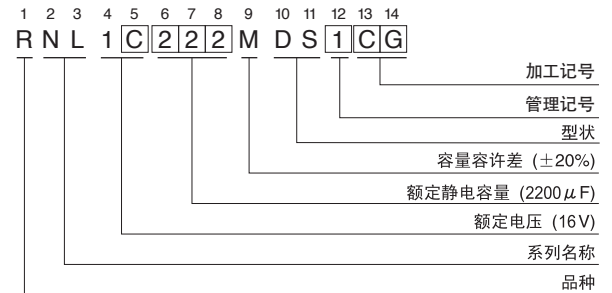 1 2 3 4 5 6 7 8 9 10 11 12 13 14
R N L 1 C 2 2 2 M D S 1 C G
加工记号
管理记号
型状
容量容许差 (±20%)
额定静电容量 (2200μF)
额定电压 (16V)
系列名称
品种